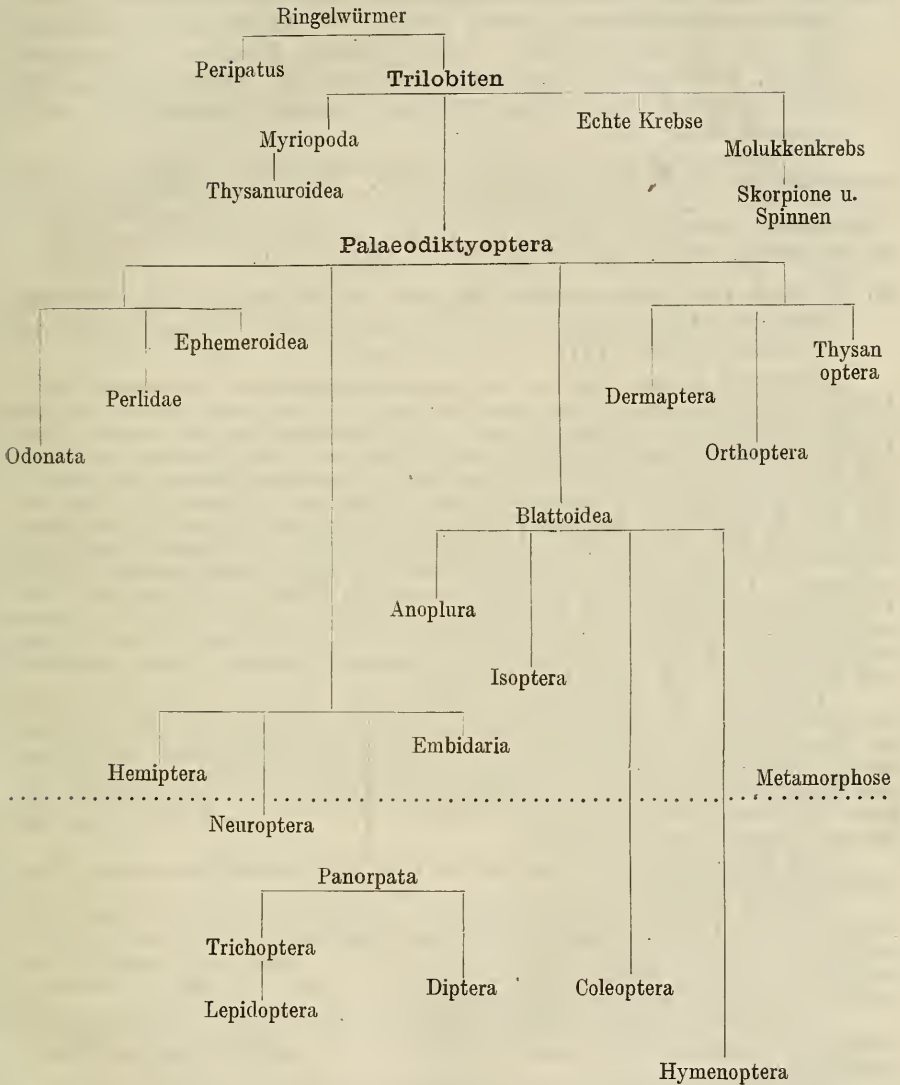 Ringelwürmer
Peripatus
Trilobiten
Echte Krebse
Myriopoda
Molukkenkrebs
Thysanuroidea
Skorpione u.
Spinnen
Palaeodiktyoptera
Ephemeroidea
Thysan
optera
Perlidae
Dermaptera
Odonata
Orthoptera
Blattoidea
Anoplura
Isoptera
Embidaria
Hemiptera
Metamorphose
Neuroptera
Panorpata
Trichoptera
Diptera
Coleoptera
Lepidoptera
Hymenoptera